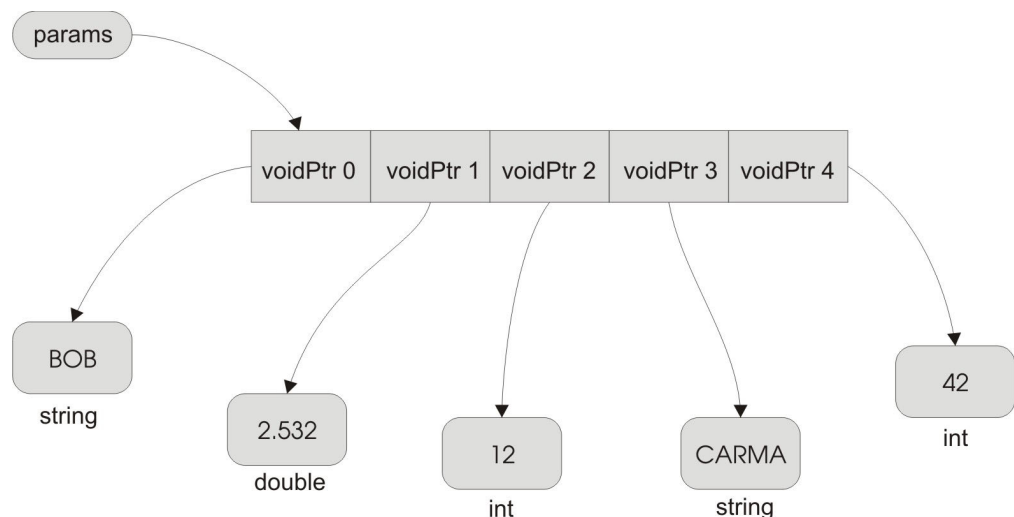 params
voidPtr 0
voidPtr 1
voidPtr 2
voidPtr 3
voidPtr 4
BOB
string
2.532
double
12
int
CARMA
string
42
int